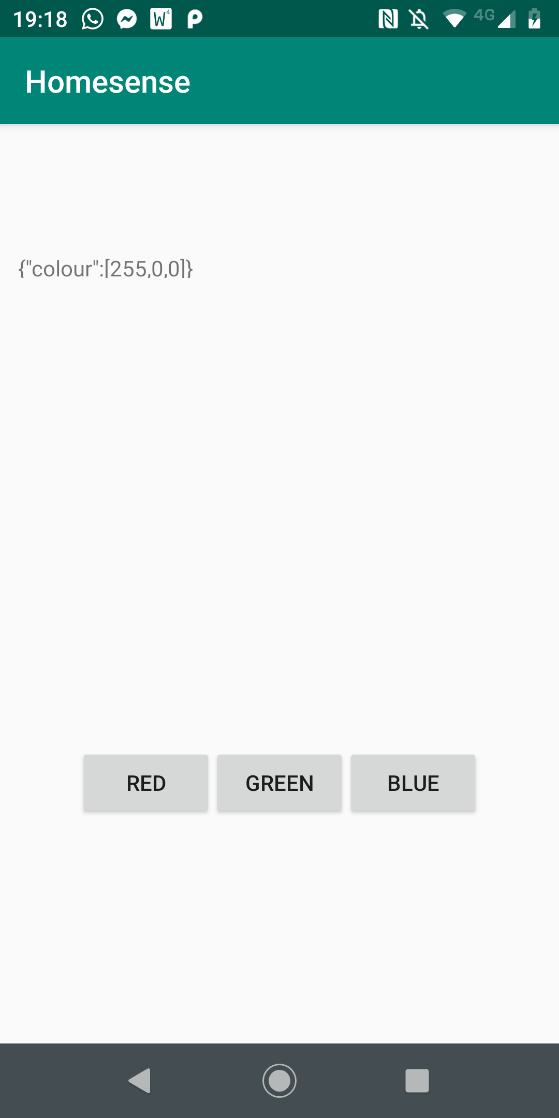 19:18 4G
Homesense
{"colour":[255,0,0]}
RED GREEN BLUE